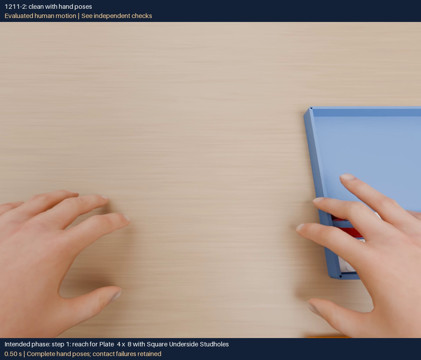 1211-2: clean with hand poses
Evaluated human motion | See independent checks
Intended phase: step 1: reach for Plate 4 x 8 with Square Underside Studholes
0.50 s | Complete hand poses; contact failures retained